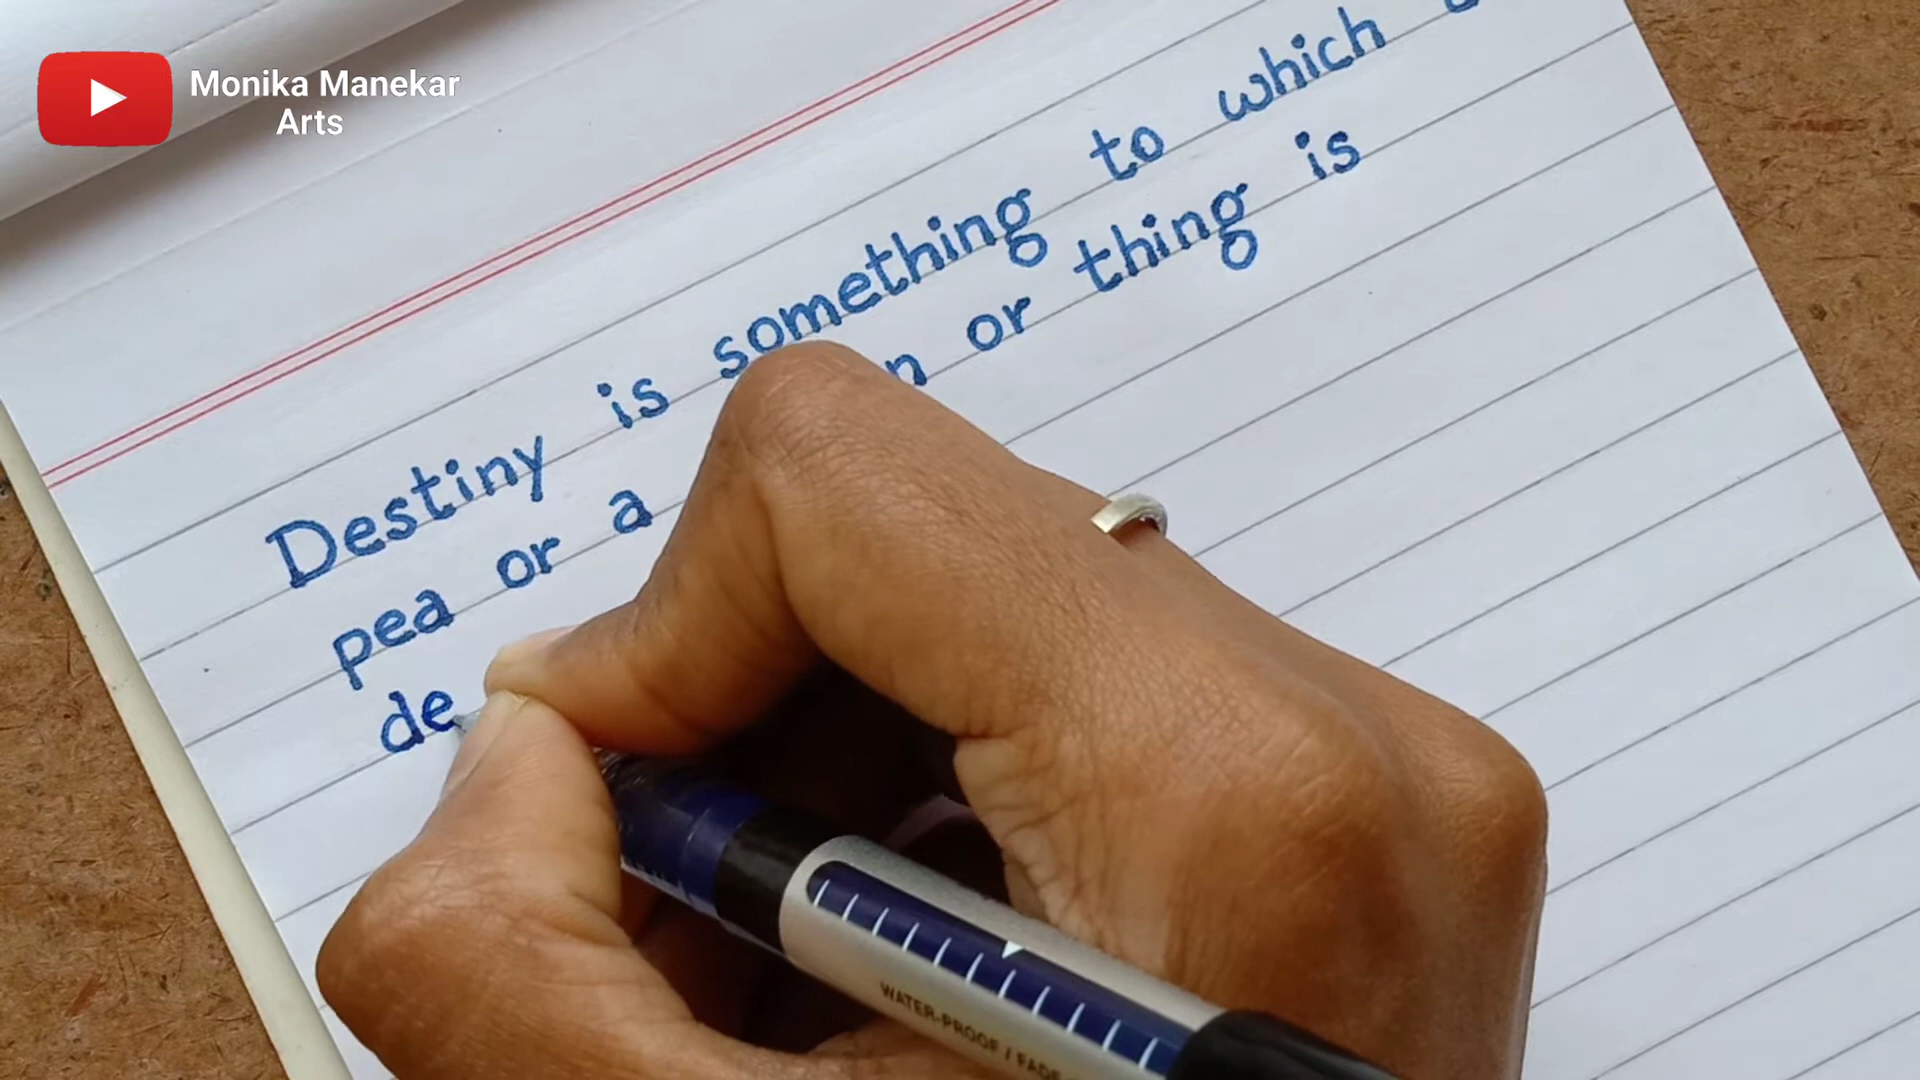 Monika Manekar
Arts
Destiny is something to which
pea or a or thing is
de
WATER-PROOF / FADE